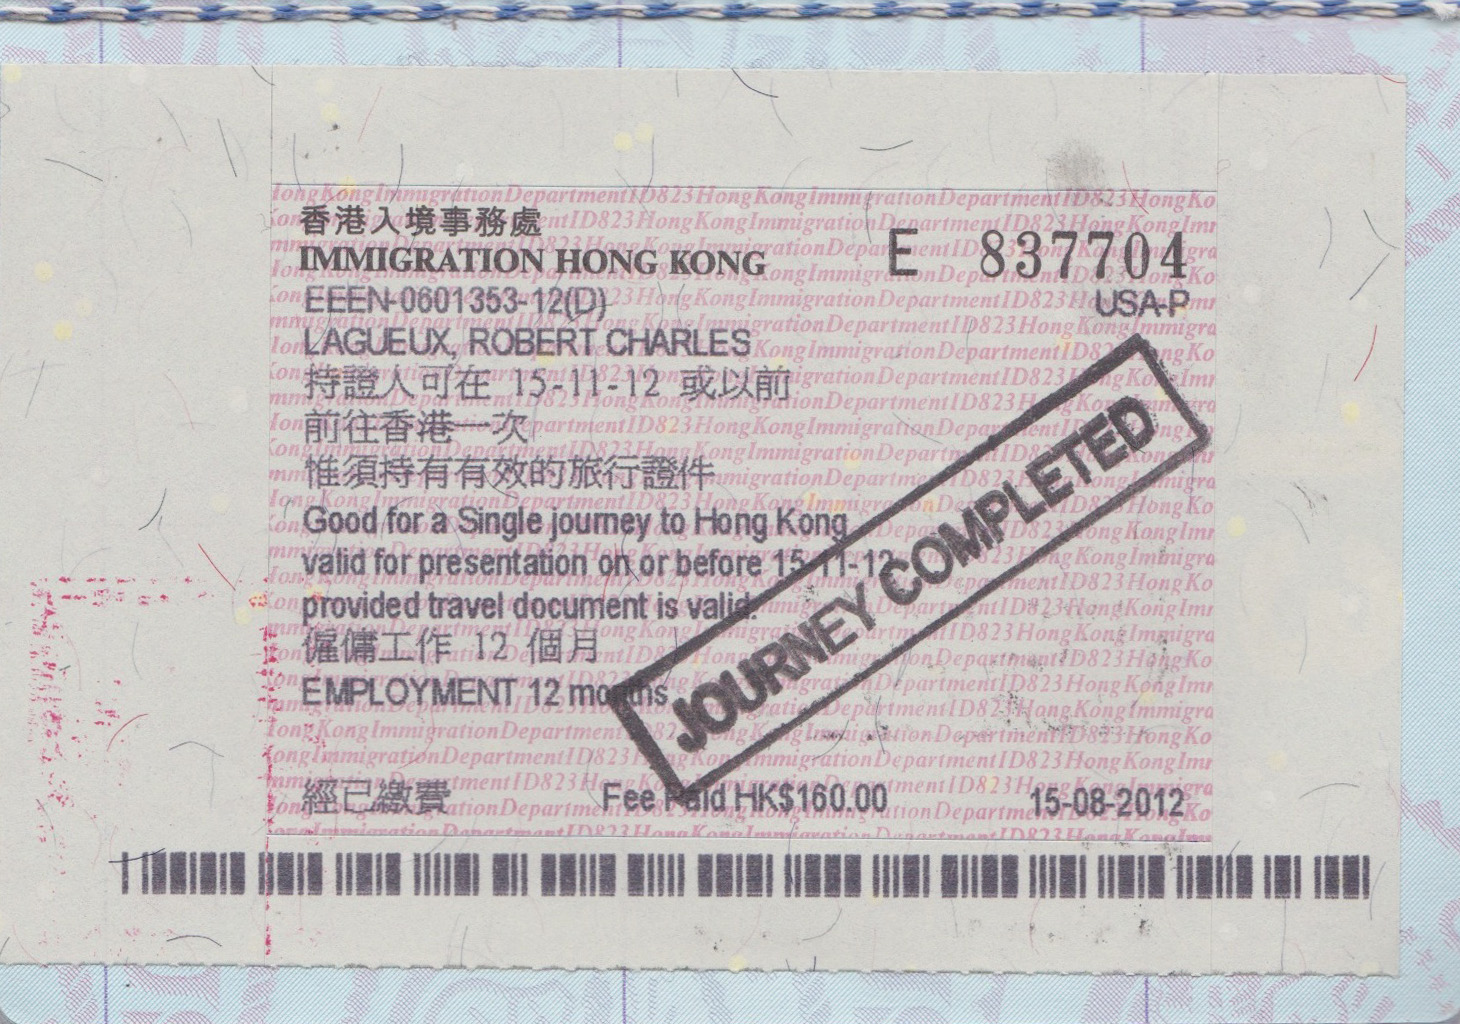 香港入境事務處
IMMIGRATION HONG KONG
E 837704
EEEN-0601353-12(D)
USA-P
LAGUEUX, ROBERT CHARLES
持證人可在 15-11-12 或以前
前往香港一次
惟須持有有效的旅行證件
Good for a Single journey to Hong Kong
valid for presentation on or before 15-11-12
provided travel document is valid.
僱傭工作 12 個月
EMPLOYMENT 12 months
JOURNEY COMPLETED
經已繳費
Fee Paid HK$160.00
15-08-2012